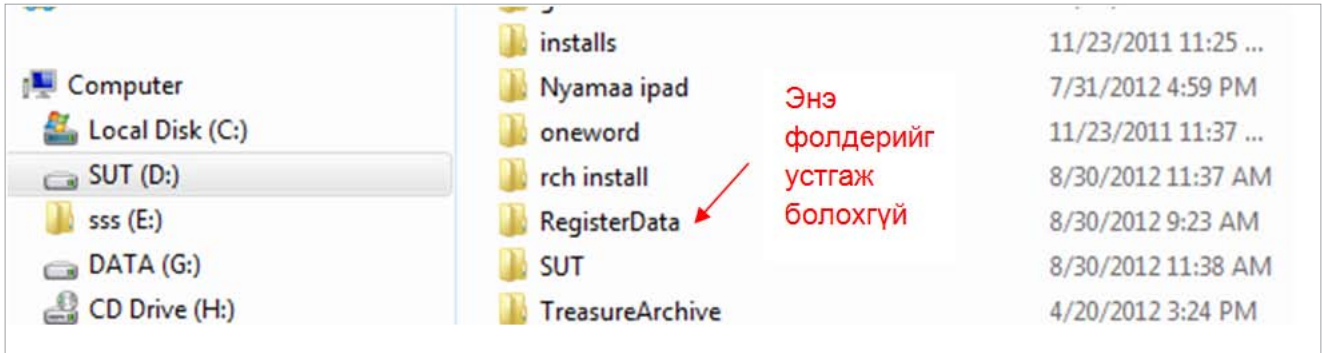 Computer
Local Disk (C:)
SUT (D:)
sss (E:)
DATA (G:)
CD Drive (H:)
installs 11/23/2011 11:25 ...
Nyamaa ipad 7/31/2012 4:59 PM
oneword 11/23/2011 11:37 ...
rch install 8/30/2012 11:37 AM
RegisterData 8/30/2012 9:23 AM
SUT 8/30/2012 11:38 AM
TreasureArchive 4/20/2012 3:24 PM
Энэ
фолдерийг
устгаж
болохгүй